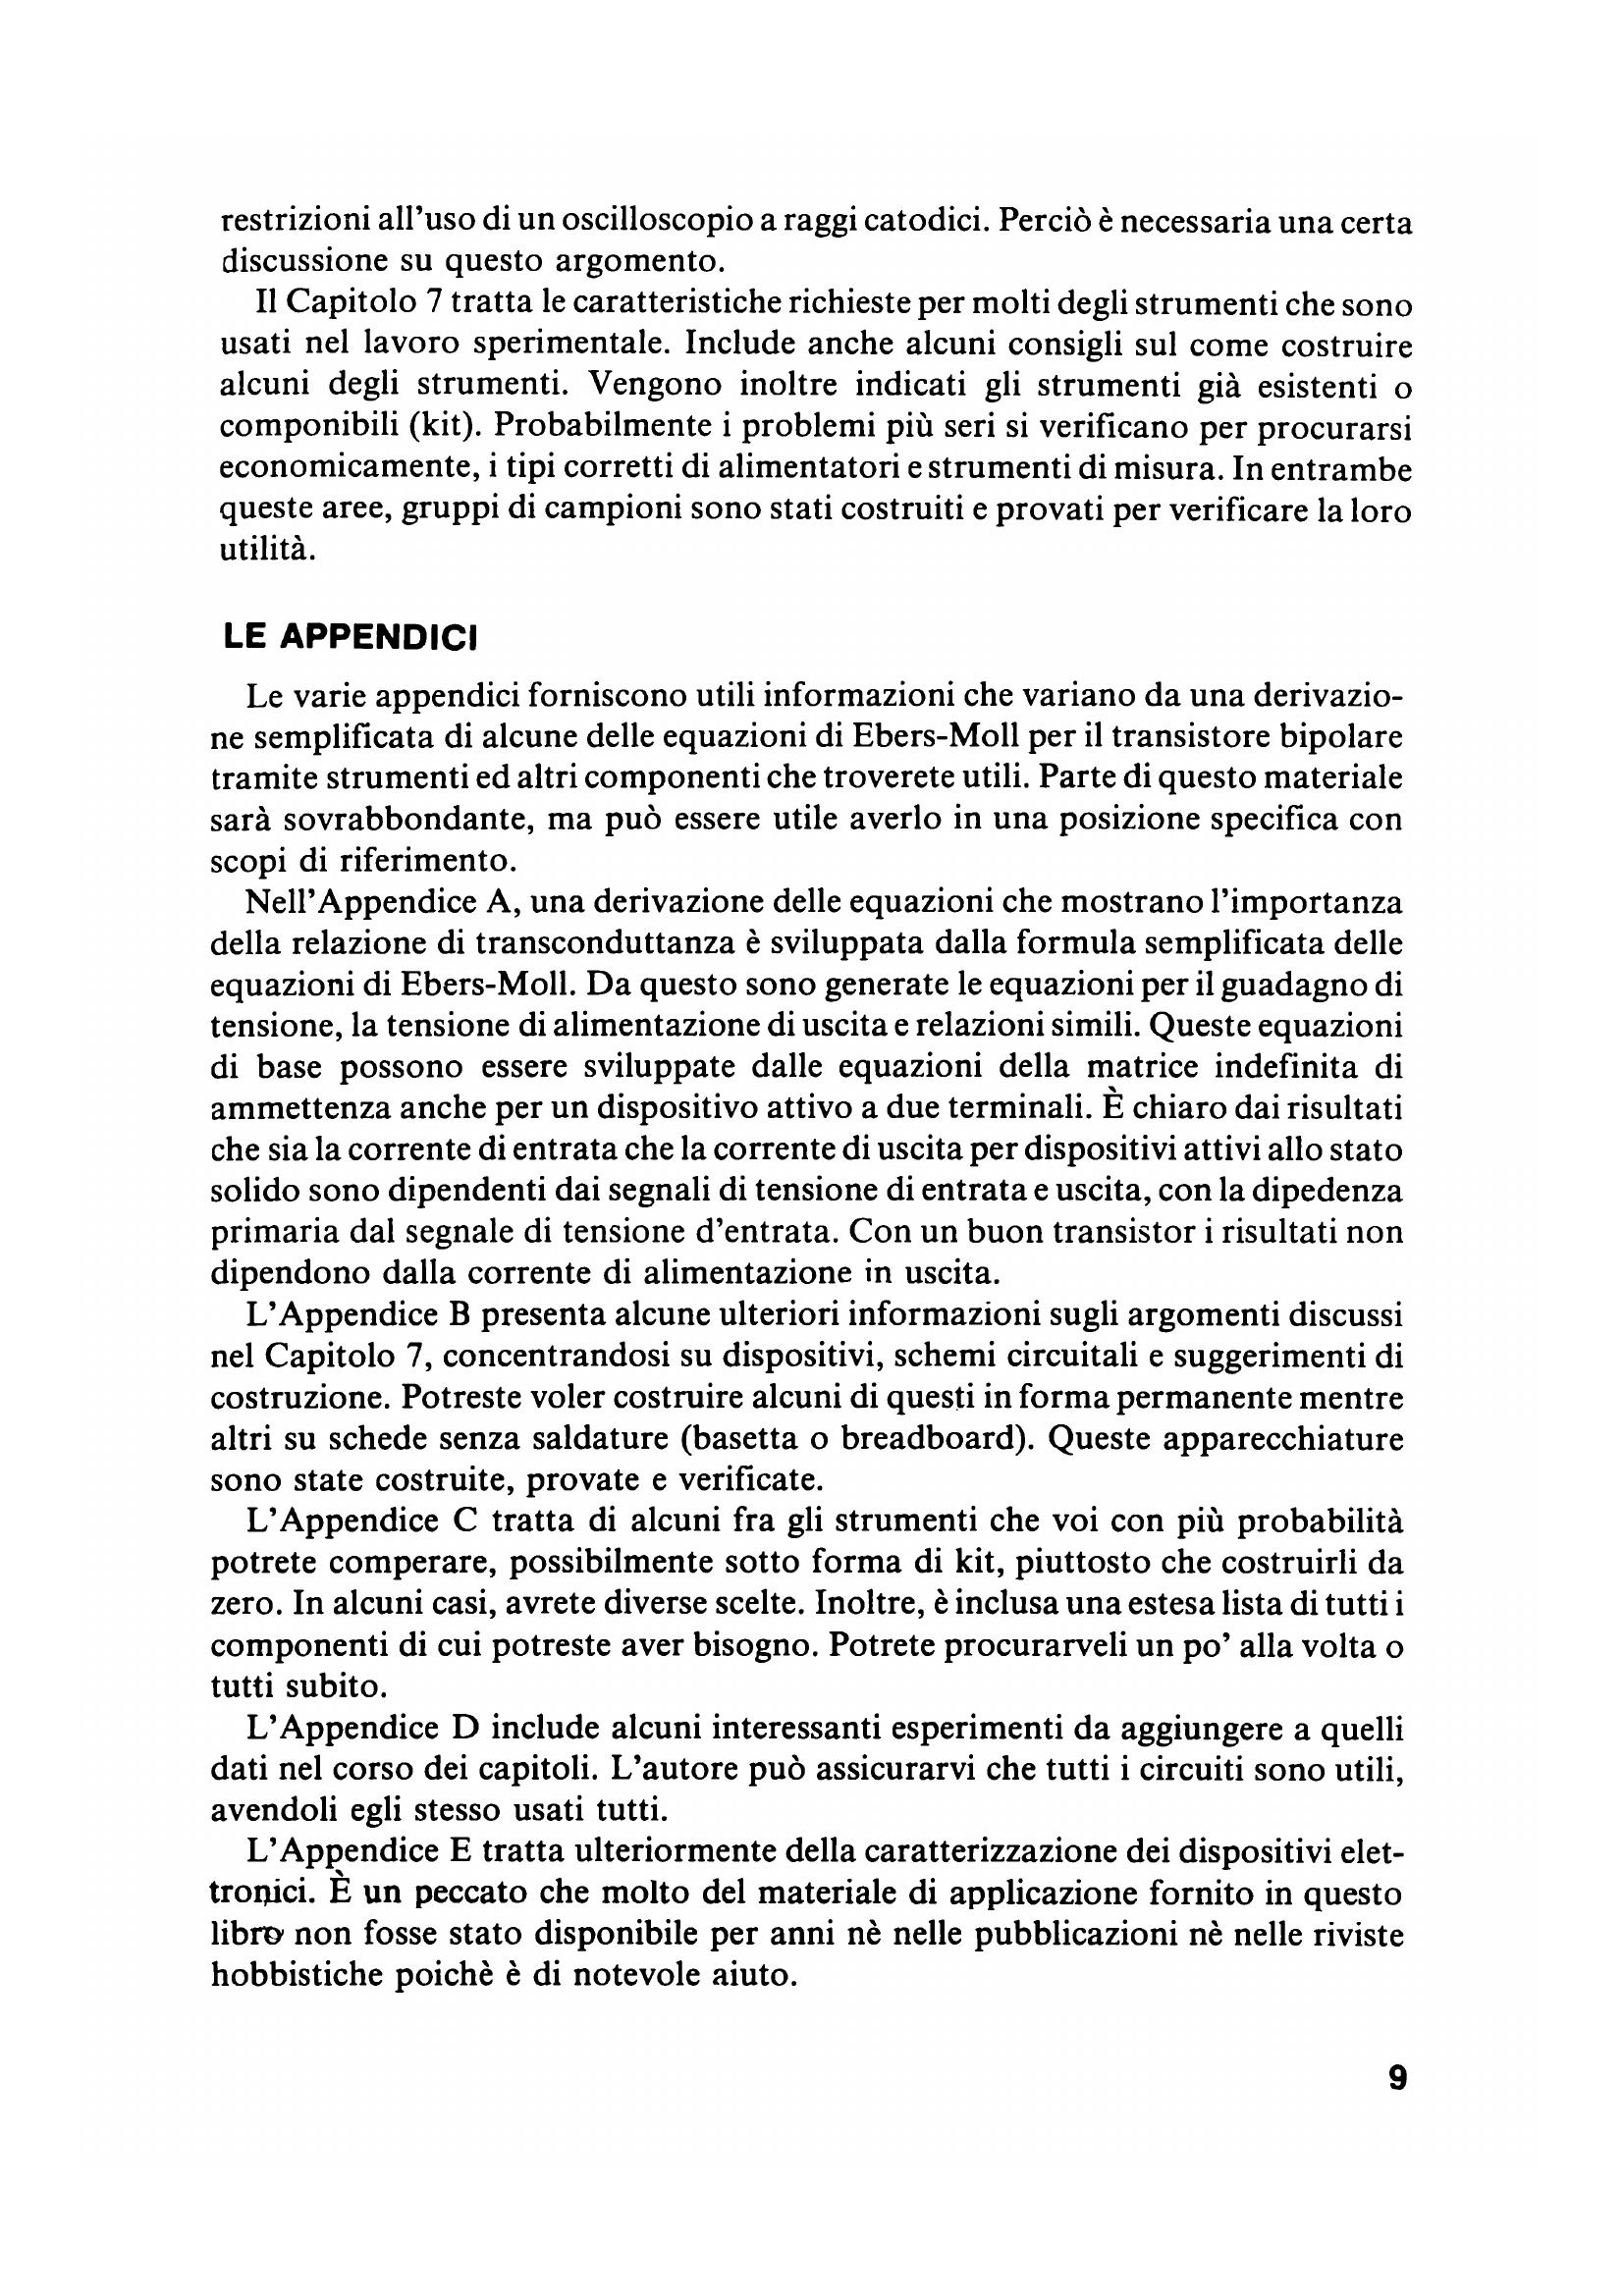 restrizioni all'uso di un oscilloscopio a raggi catodici. Perciò è necessaria una certa
discussione su questo argomento.
Il Capitolo 7 tratta le caratteristiche richieste per molti degli strumenti che sono
usati nel lavoro sperimentale. Include anche alcuni consigli sul come costruire
alcuni degli strumenti. Vengono inoltre indicati gli strumenti già esistenti o
componibili (kit). Probabilmente i problemi più seri si verificano per procurarsi
economicamente, i tipi corretti di alimentatori e strumenti di misura. In entrambe
queste aree, gruppi di campioni sono stati costruiti e provati per verificare la loro
utilità.
LE APPENDICI
Le varie appendici forniscono utili informazioni che variano da una derivazio-
ne semplificata di alcune delle equazioni di Ebers-Moll per il transistore bipolare
tramite strumenti ed altri componenti che troverete utili. Parte di questo materiale
sarà sovrabbondante, ma può essere utile averlo in una posizione specifica con
scopi di riferimento.
Nell'Appendice A, una derivazione delle equazioni che mostrano l'importanza
della relazione di transconduttanza è sviluppata dalla formula semplificata delle
equazioni di Ebers-Moll. Da questo sono generate le equazioni per il guadagno di
tensione, la tensione di alimentazione di uscita e relazioni simili. Queste equazioni
di base possono essere sviluppate dalle equazioni della matrice indefinita di
ammettenza anche per un dispositivo attivo a due terminali. È chiaro dai risultati
che sia la corrente di entrata che la corrente di uscita per dispositivi attivi allo stato
solido sono dipendenti dai segnali di tensione di entrata e uscita, con la dipedenza
primaria dal segnale di tensione d'entrata. Con un buon transistor i risultati non
dipendono dalla corrente di alimentazione in uscita.
L'Appendice B presenta alcune ulteriori informazioni sugli argomenti discussi
nel Capitolo 7, concentrandosi su dispositivi, schemi circuitali e suggerimenti di
costruzione. Potreste voler costruire alcuni di questi in forma permanente mentre
altri su schede senza saldature (basetta o breadboard). Queste apparecchiature
sono state costruite, provate e verificate.
L'Appendice C tratta di alcuni fra gli strumenti che voi con più probabilità
potrete comperare, possibilmente sotto forma di kit, piuttosto che costruirli da
zero. In alcuni casi, avrete diverse scelte. Inoltre, è inclusa una estesa lista di tutti i
componenti di cui potreste aver bisogno. Potrete procurarveli un po' alla volta o
tutti subito.
L'Appendice D include alcuni interessanti esperimenti da aggiungere a quelli
dati nel corso dei capitoli. L'autore può assicurarvi che tutti i circuiti sono utili,
avendoli egli stesso usati tutti.
L'Appendice E tratta ulteriormente della caratterizzazione dei dispositivi elet-
tronici. È un peccato che molto del materiale di applicazione fornito in questo
libro non fosse stato disponibile per anni nè nelle pubblicazioni nè nelle riviste
hobbistiche poichè è di notevole aiuto.
9